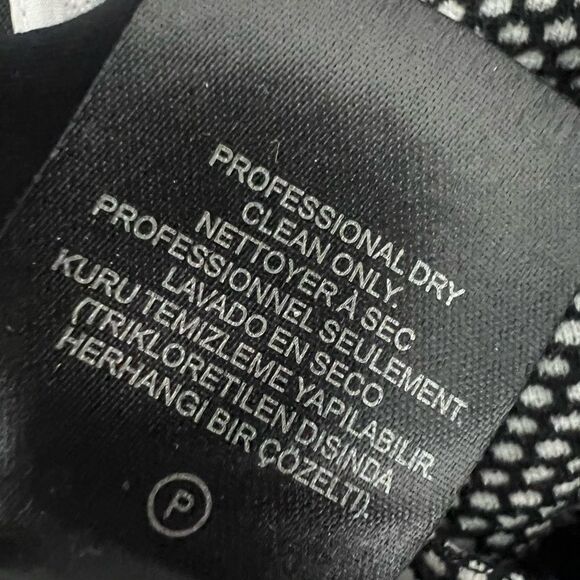 PROFESSIONAL DRY
CLEAN ONLY.
NETTOYER À SEC
PROFESSIONNEL SEULEMENT
LAVADO EN SECO
KURU TEMIZLEME YAPILABILIR.
(TRIKLORETILEN DISINDA
HERHANGİ BIR ÇÖZELTI).
P